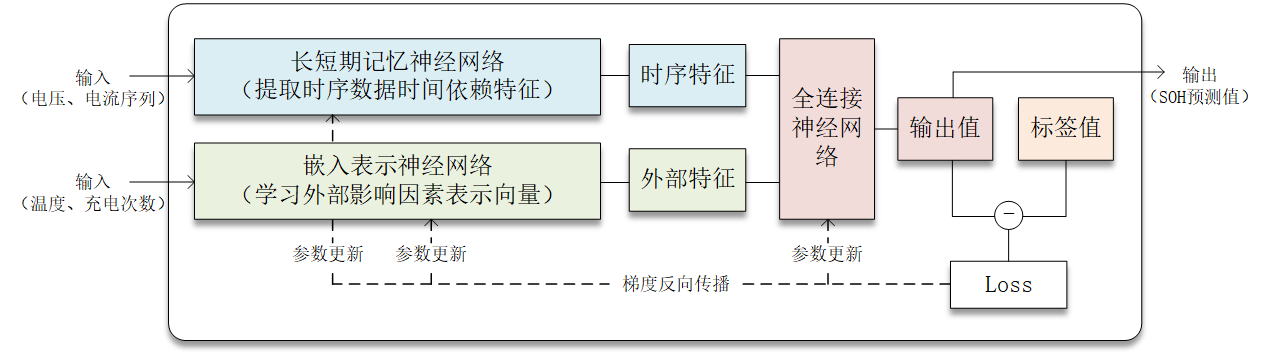 输入
（电压、电流序列）
长短期记忆神经网络
（提取时序数据时间依赖特征）
时序特征
输入
（温度、充电次数）
嵌入表示神经网络
（学习外部影响因素表示向量）
外部特征
全连接
神经网
络
输出值
标签值
输出
（SOH预测值）
−
参数更新
参数更新
参数更新
梯度反向传播
Loss